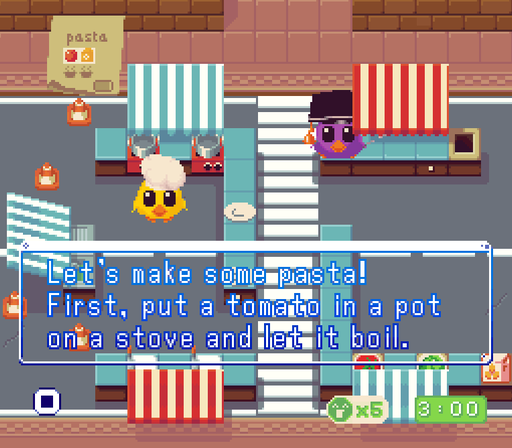 pasta
Let's make some pasta!
First, put a tomato in a pot
on a stove and let it boil.
x5
3:00